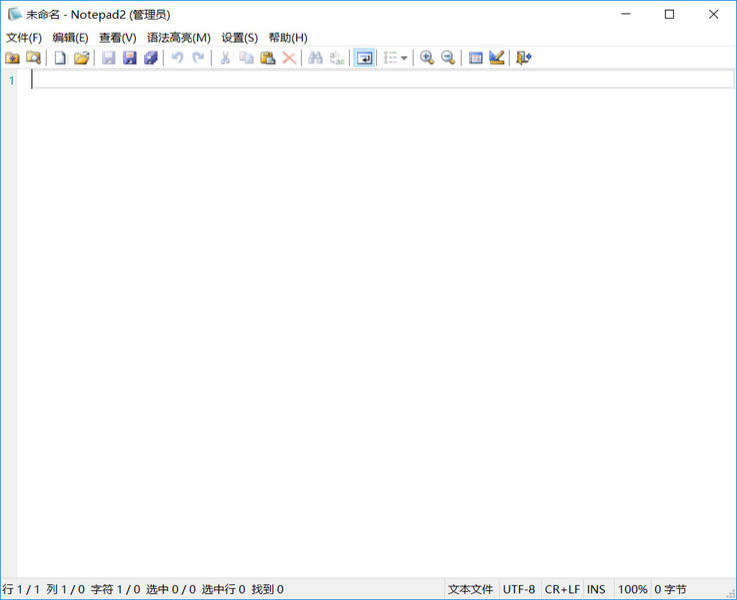 未命名 - Notepad2 (管理员)
文件(F) 编辑(E) 查看(V) 语法高亮(M) 设置(S) 帮助(H)
1
行 1 / 1 列 1 / 0 字符 1 / 0 选中 0 / 0 选中行 0 找到 0 文本文件 UTF-8 CR+LF INS 100% 0 字节